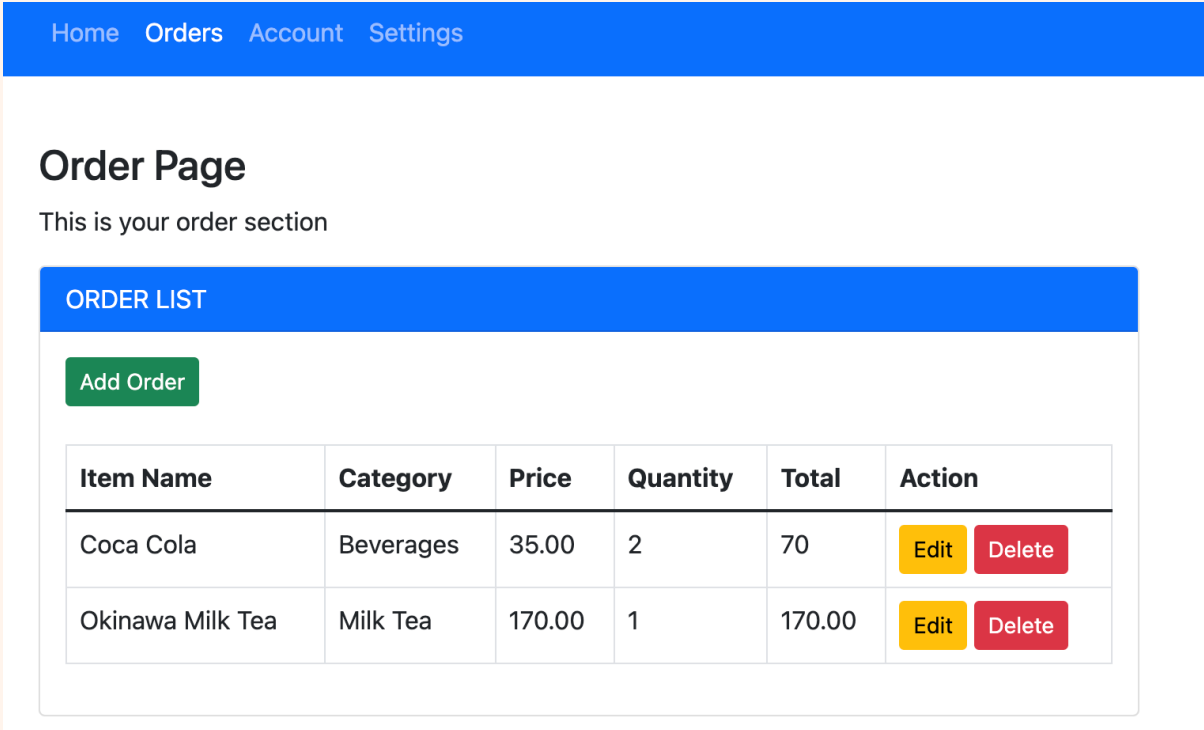 Home Orders Account Settings
Order Page
This is your order section
ORDER LIST
Add Order
Item Name Category Price Quantity Total Action
Coca Cola Beverages 35.00 2 70 Edit Delete
Okinawa Milk Tea Milk Tea 170.00 1 170.00 Edit Delete